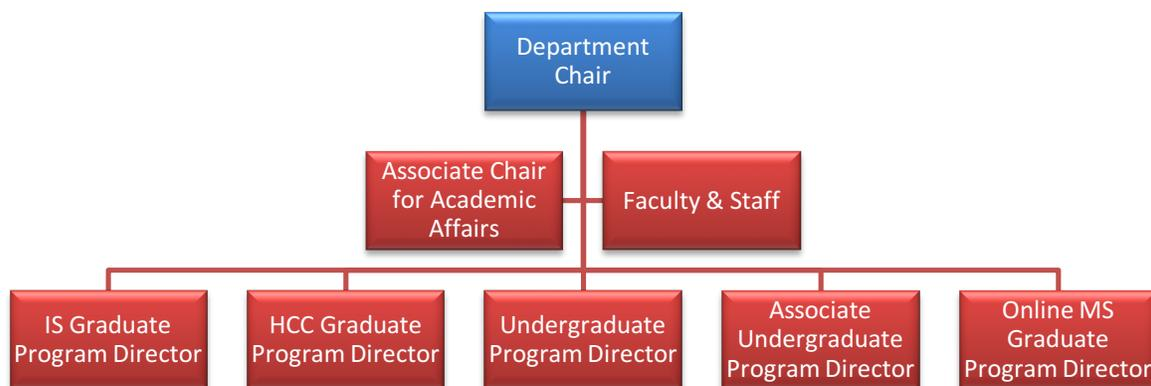 Department
Chair
Associate Chair
for Academic
Affairs
Faculty & Staff
IS Graduate
Program Director
HCC Graduate
Program Director
Undergraduate
Program Director
Associate
Undergraduate
Program Director
Online MS
Graduate
Program Director